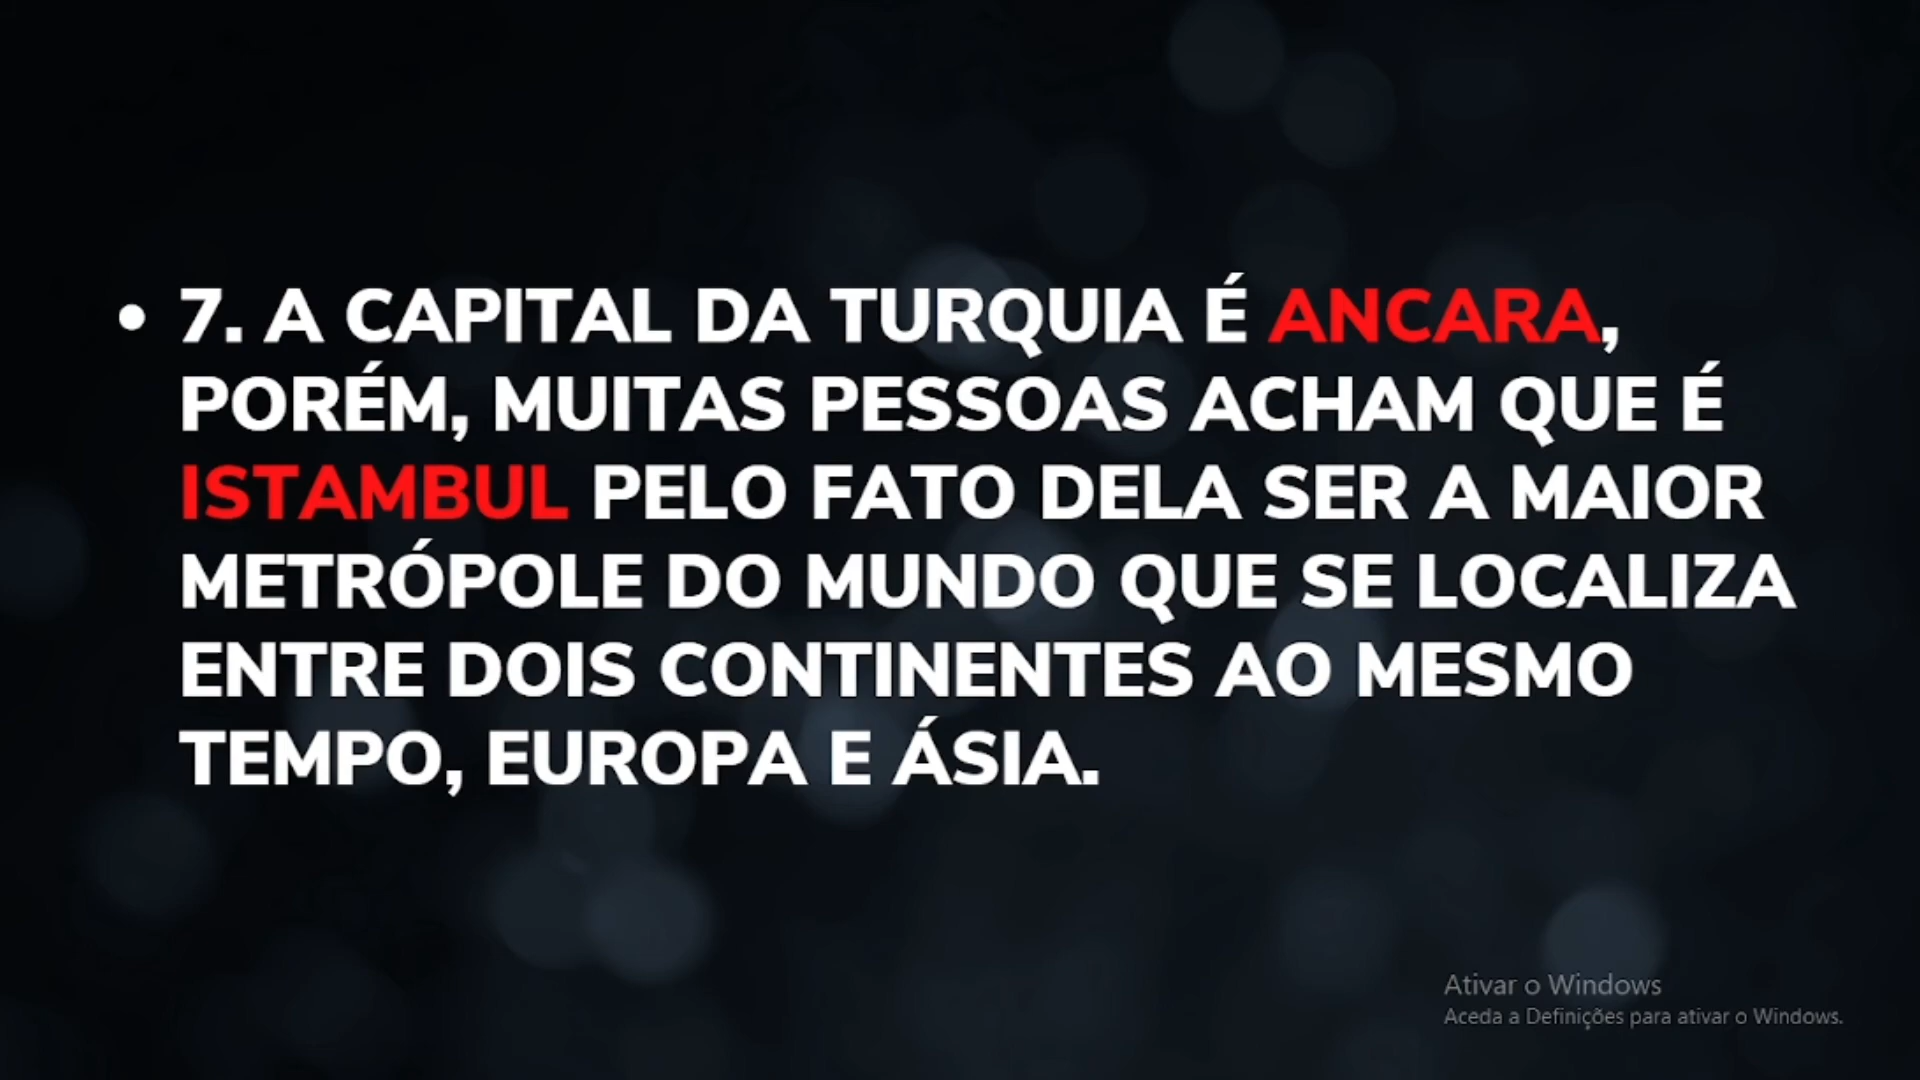 • 7. A CAPITAL DA TURQUIA É ANCARA,
PORÉM, MUITAS PESSOAS ACHAM QUE É
ISTAMBUL PELO FATO DELA SER A MAIOR
METRÓPOLE DO MUNDO QUE SE LOCALIZA
ENTRE DOIS CONTINENTES AO MESMO
TEMPO, EUROPA E ÁSIA.
Ativar o Windows
Aceda a Definições para ativar o Windows.